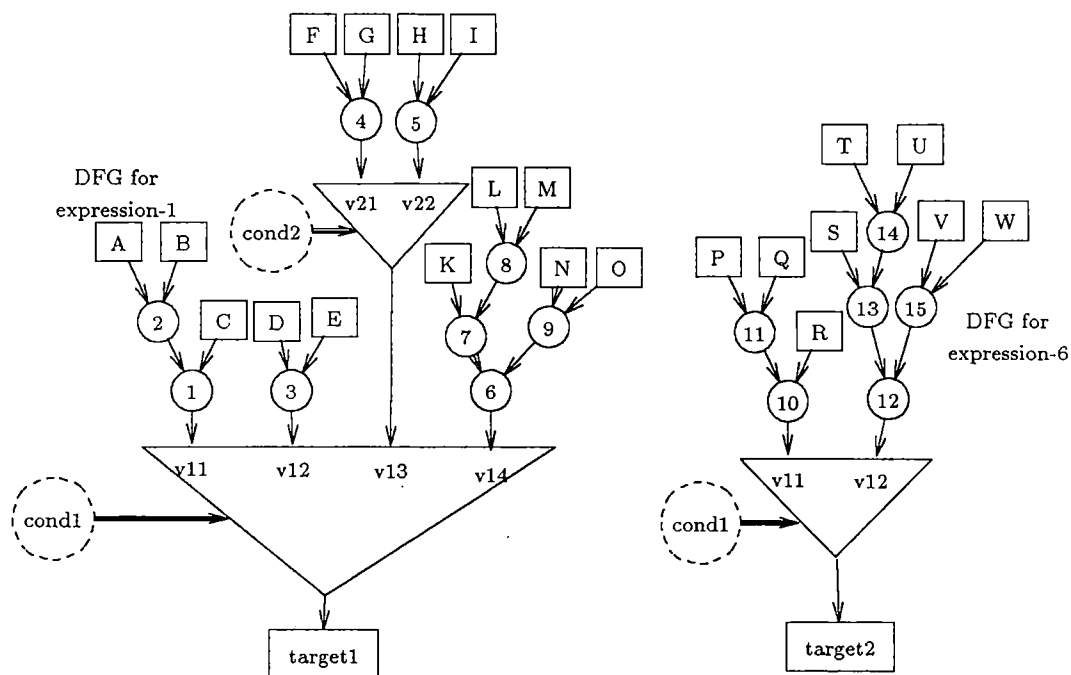 F G H I
4 5
T U
DFG for
expression-1
L M
v21 v22
cond2
A B
S 14 V W
K 8 N O
P Q
2 C D E
7 9
11 R 13 15
DFG for
expression-6
1 3 6
10 12
v11 v12 v13 v14
v11 v12
cond1
cond1
target1
target2